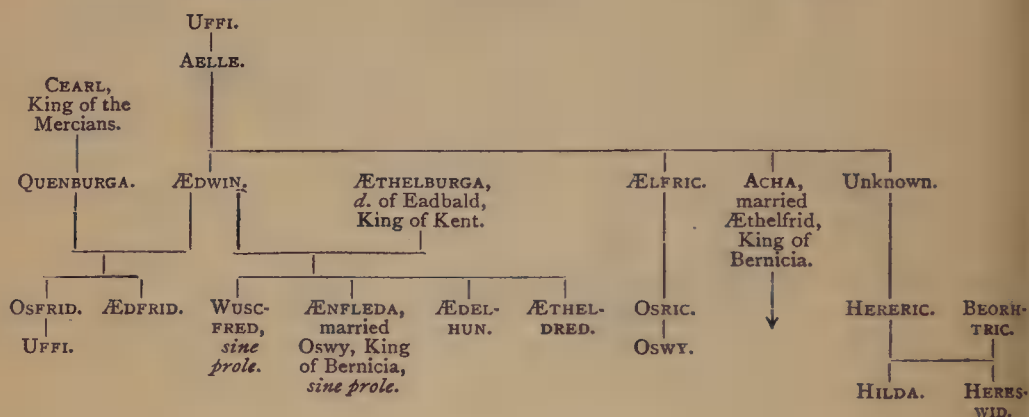 UFFI.
AELLE.
CEARL,
King of the
Mercians.
QUENBURGA.
ÆDWIN.
ÆTHELBURGA,
d. of Eadbald,
King of Kent.
ÆLFRIC.
ACHA,
married
Æthelfrid,
King of
Bernicia.
Unknown.
OSFRID.
ÆDFRID.
WUSC-
FRED,
sine
prole.
ÆNFLEDA,
married
Oswy, King
of Bernicia,
sine prole.
ÆDEL-
HUN.
ÆTHEL-
DRED.
OSRIC.
HERERIC.
BEORH-
TRIC.
UFFI.
OSWY.
HILDA.
HERES-
WID.